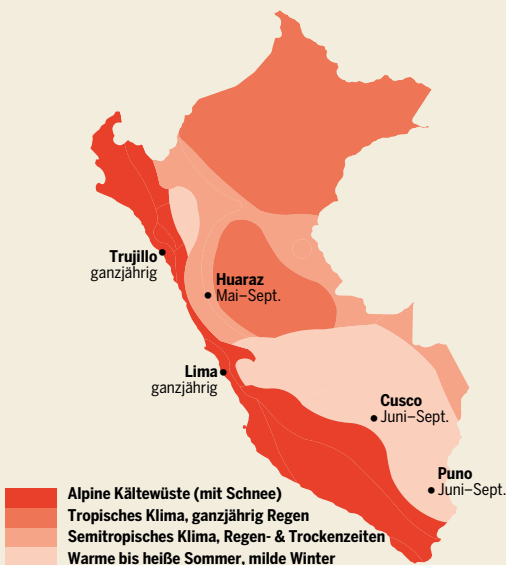 Trujillo
ganzjährig
Huaraz
Mai–Sept.
Lima
ganzjährig
Cusco
Juni–Sept.
Puno
Juni–Sept.
Alpine Kältewüste (mit Schnee)
Tropisches Klima, ganzjährig Regen
Semitropisches Klima, Regen- & Trockenzeiten
Warme bis heiße Sommer, milde Winter